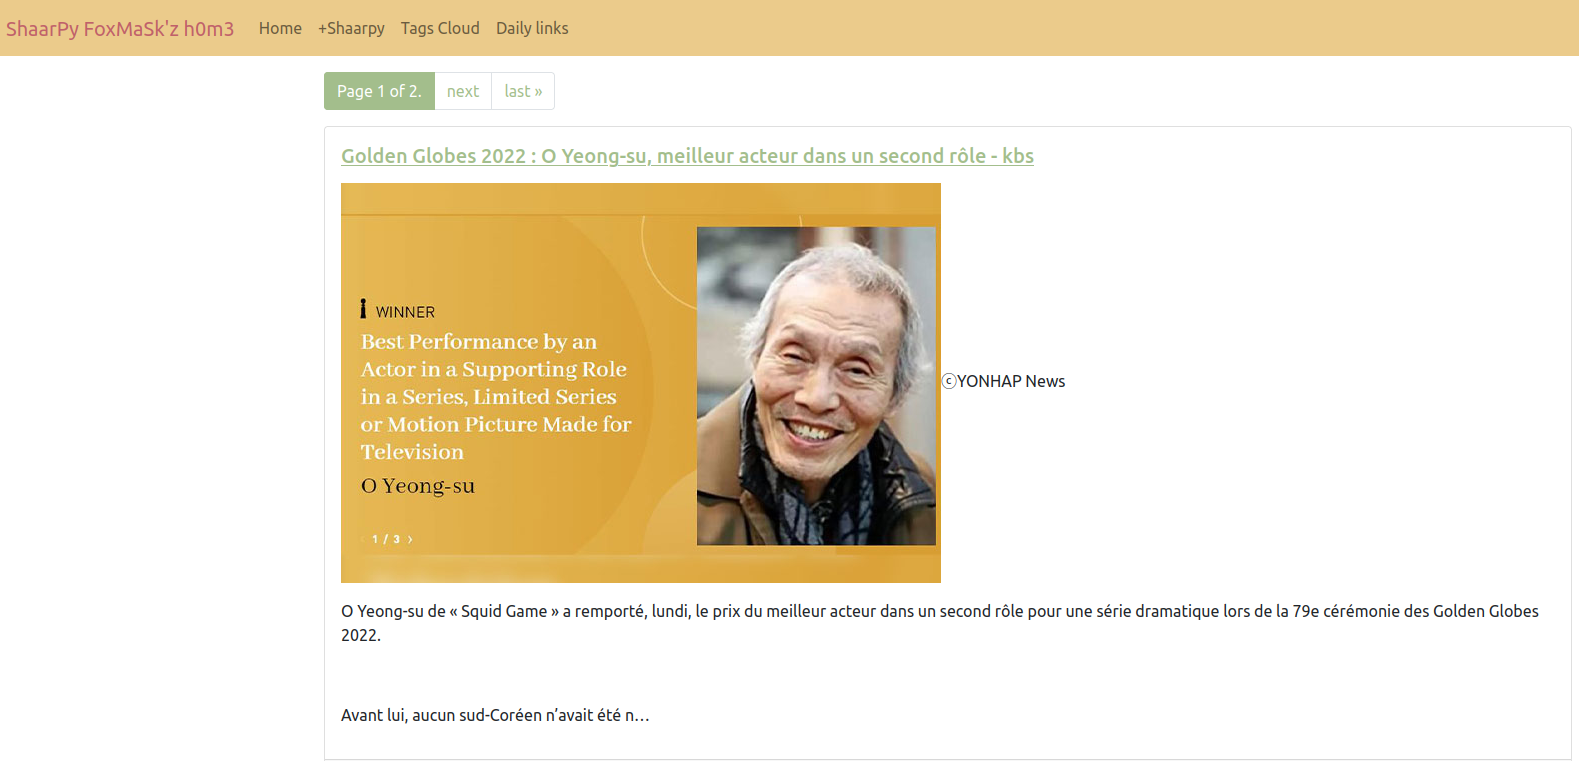 ShaarPy FoxMaSk'z h0m3 Home +Shaarpy Tags Cloud Daily links
Page 1 of 2. next last »
Golden Globes 2022 : O Yeong-su, meilleur acteur dans un second rôle - kbs
WINNER
Best Performance by an
Actor in a Supporting Role
in a Series, Limited Series
or Motion Picture Made for
Television
O Yeong-su
‹ 1 / 3 ›
ⓒYONHAP News
O Yeong-su de « Squid Game » a remporté, lundi, le prix du meilleur acteur dans un second rôle pour une série dramatique lors de la 79e cérémonie des Golden Globes
2022.
Avant lui, aucun sud-Coréen n’avait été n…